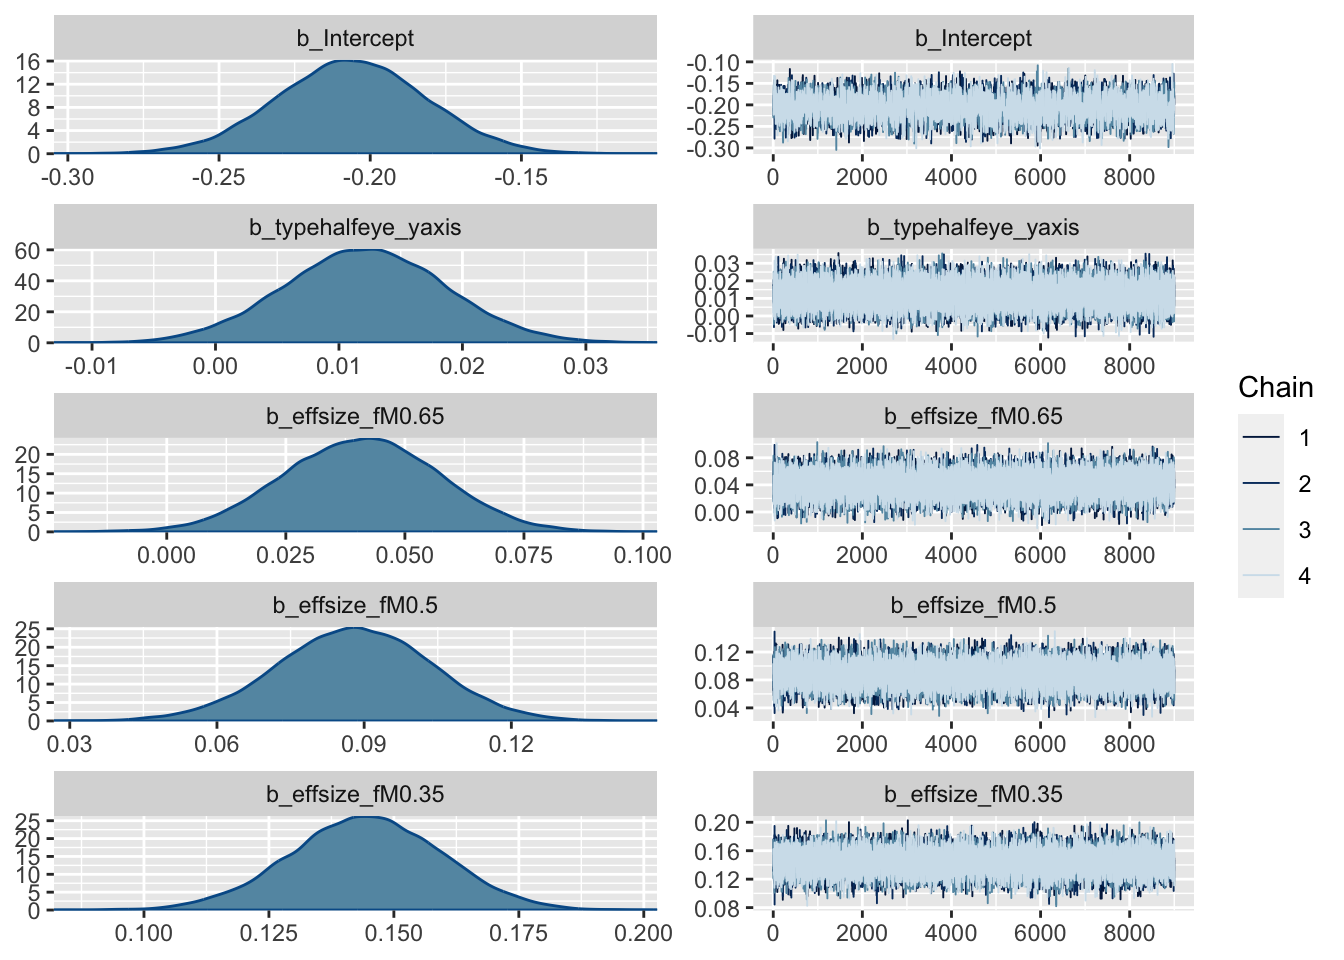 b_Intercept
16
12
8
4
0
-0.30 -0.25 -0.20 -0.15
b_Intercept
-0.10
-0.15
-0.20
-0.25
-0.30
0 2000 4000 6000 8000
b_typehalfeye_yaxis
60
40
20
0
-0.01 0.00 0.01 0.02 0.03
b_typehalfeye_yaxis
0.03
0.02
0.01
0.00
-0.01
0 2000 4000 6000 8000
b_effsize_fM0.65
20
15
10
5
0
0.000 0.025 0.050 0.075 0.100
b_effsize_fM0.65
0.08
0.04
0.00
0 2000 4000 6000 8000
b_effsize_fM0.5
25
20
15
10
5
0
0.03 0.06 0.09 0.12
b_effsize_fM0.5
0.12
0.08
0.04
0 2000 4000 6000 8000
b_effsize_fM0.35
25
20
15
10
5
0
0.100 0.125 0.150 0.175 0.200
b_effsize_fM0.35
0.20
0.16
0.12
0.08
0 2000 4000 6000 8000
Chain
1
2
3
4